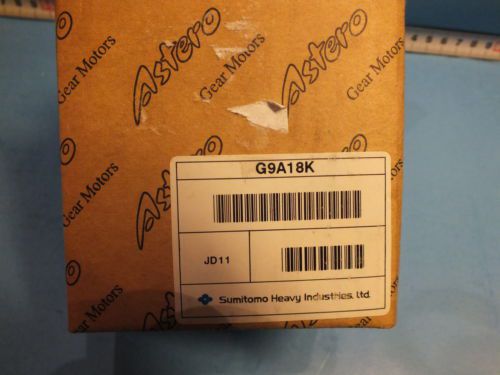 Astero
Gear Motors
Astero
Gear Motors
Astero
Gear Motors
Astero
Gear Motors
G9A18K
JD11
Sumitomo Heavy Industries, Ltd.